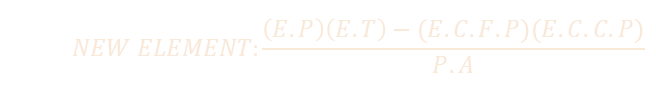 NEW ELEMENT: (E.P)(E.T) − (E.C.F.P)(E.C.C.P)
P.A